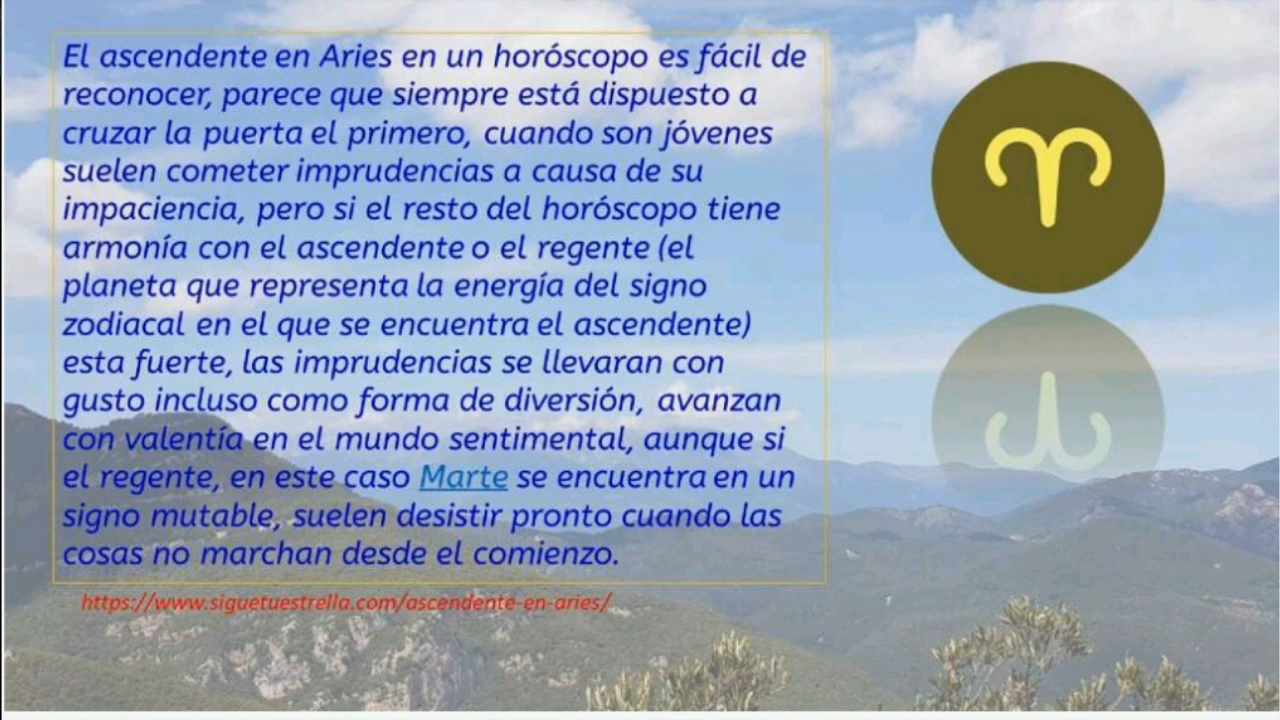 El ascendente en Aries en un horóscopo es fácil de
reconocer, parece que siempre está dispuesto a
cruzar la puerta el primero, cuando son jóvenes
suelen cometer imprudencias a causa de su
impaciencia, pero si el resto del horóscopo tiene
armonía con el ascendente o el regente (el
planeta que representa la energía del signo
zodiacal en el que se encuentra el ascendente)
esta fuerte, las imprudencias se llevaran con
gusto incluso como forma de diversión, avanzan
con valentía en el mundo sentimental, aunque si
el regente, en este caso Marte se encuentra en un
signo mutable, suelen desistir pronto cuando las
cosas no marchan desde el comienzo.
https://www.siguetuestrella.com/ascendente-en-aries/